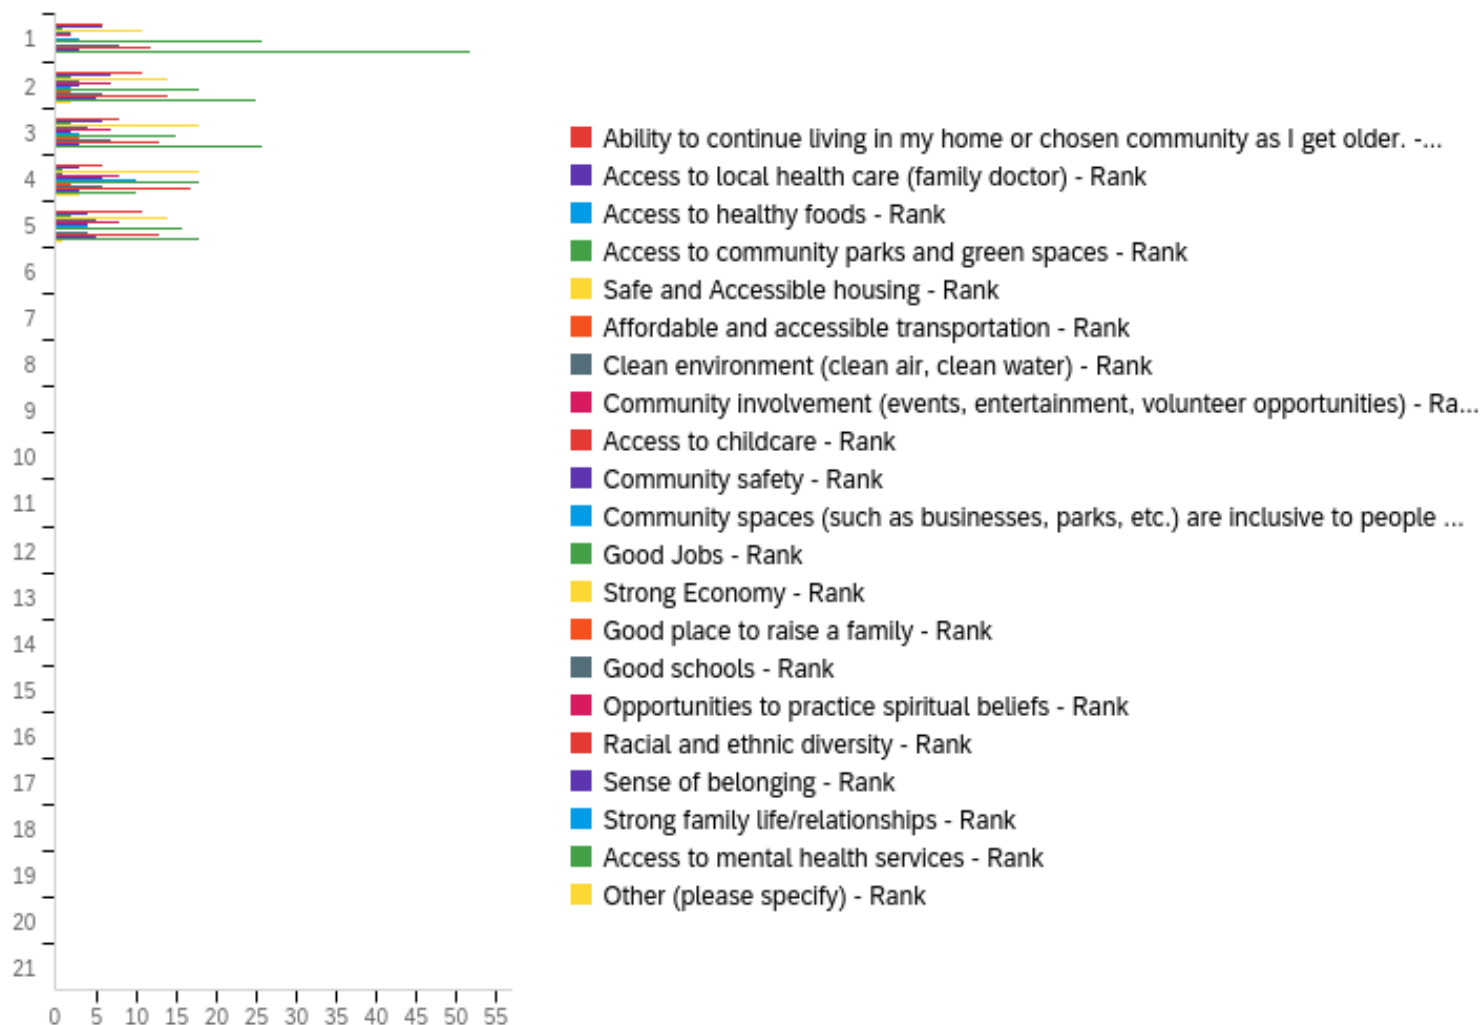 1
2
3
4
5
6
7
8
9
10
11
12
13
14
15
16
17
18
19
20
21
0 5 10 15 20 25 30 35 40 45 50 55
Ability to continue living in my home or chosen community as I get older. -...
Access to local health care (family doctor) - Rank
Access to healthy foods - Rank
Access to community parks and green spaces - Rank
Safe and Accessible housing - Rank
Affordable and accessible transportation - Rank
Clean environment (clean air, clean water) - Rank
Community involvement (events, entertainment, volunteer opportunities) - Ra...
Access to childcare - Rank
Community safety - Rank
Community spaces (such as businesses, parks, etc.) are inclusive to people ...
Good Jobs - Rank
Strong Economy - Rank
Good place to raise a family - Rank
Good schools - Rank
Opportunities to practice spiritual beliefs - Rank
Racial and ethnic diversity - Rank
Sense of belonging - Rank
Strong family life/relationships - Rank
Access to mental health services - Rank
Other (please specify) - Rank